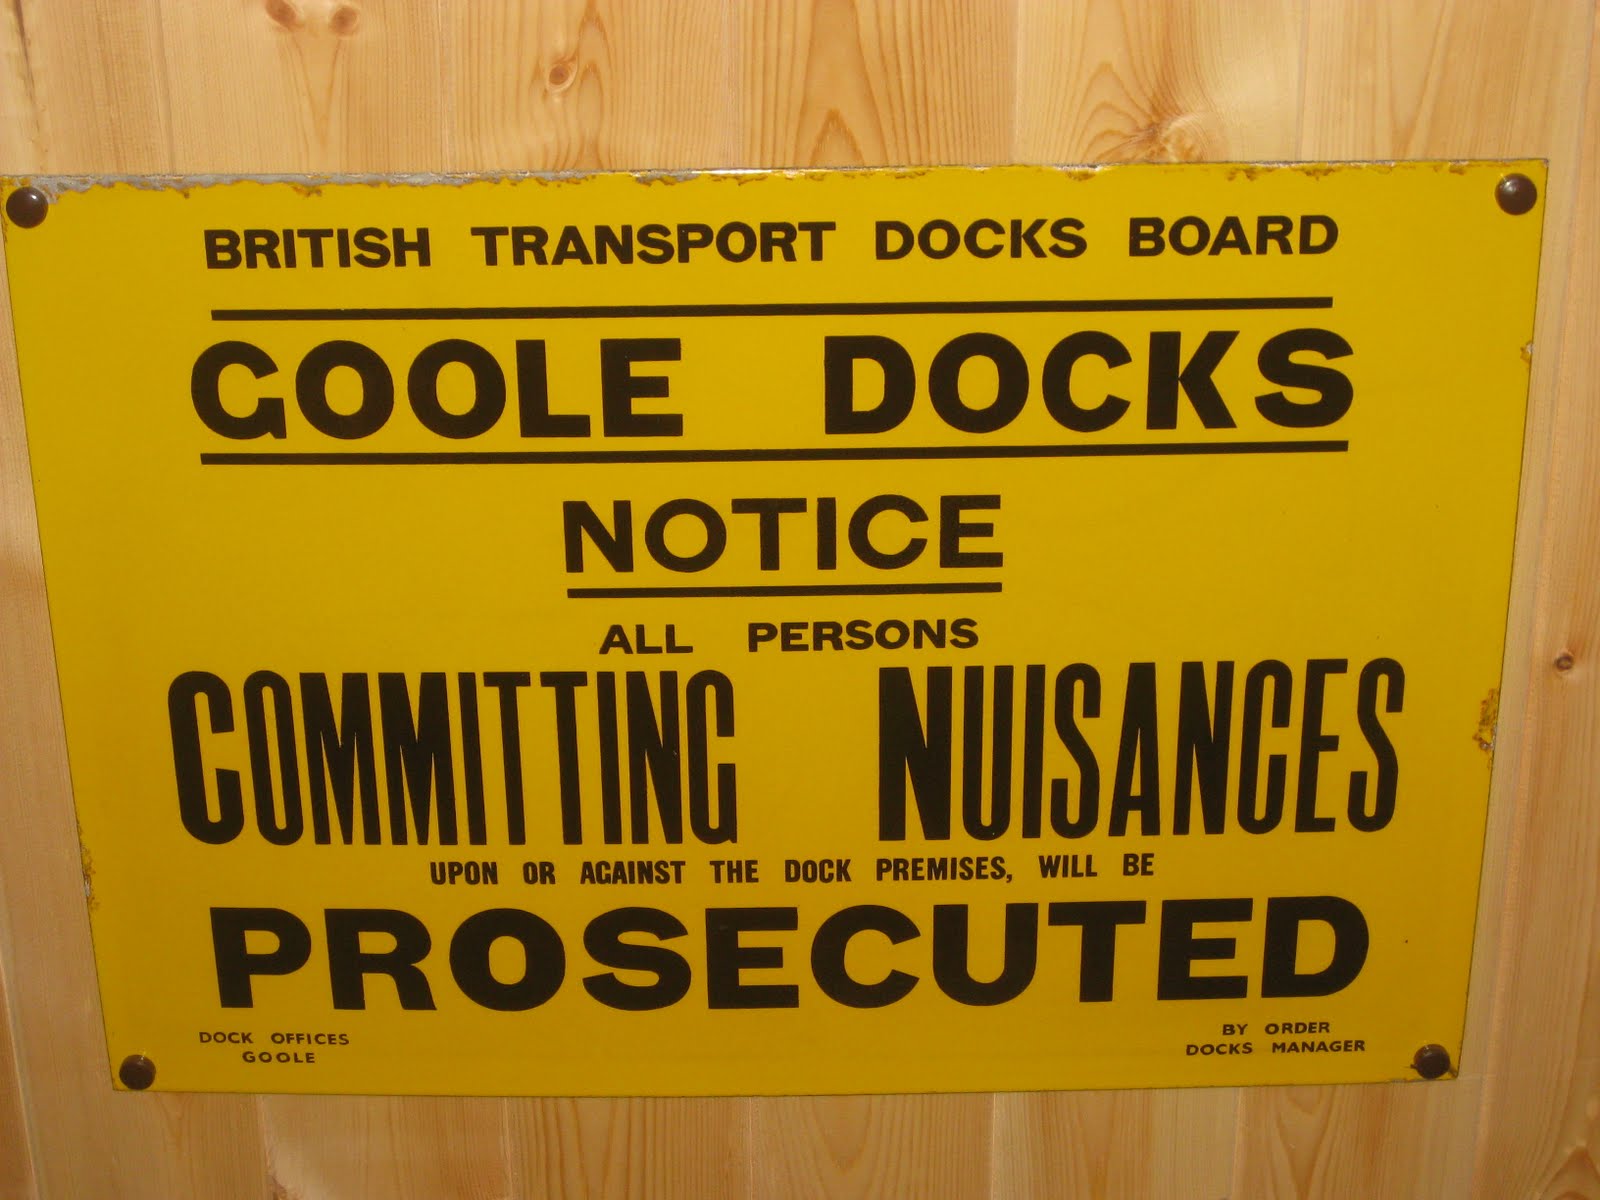 BRITISH TRANSPORT DOCKS BOARD
GOOLE DOCKS
NOTICE
ALL PERSONS
COMMITTING NUISANCES
UPON OR AGAINST THE DOCK PREMISES, WILL BE
PROSECUTED
DOCK OFFICES
GOOLE
BY ORDER
DOCKS MANAGER